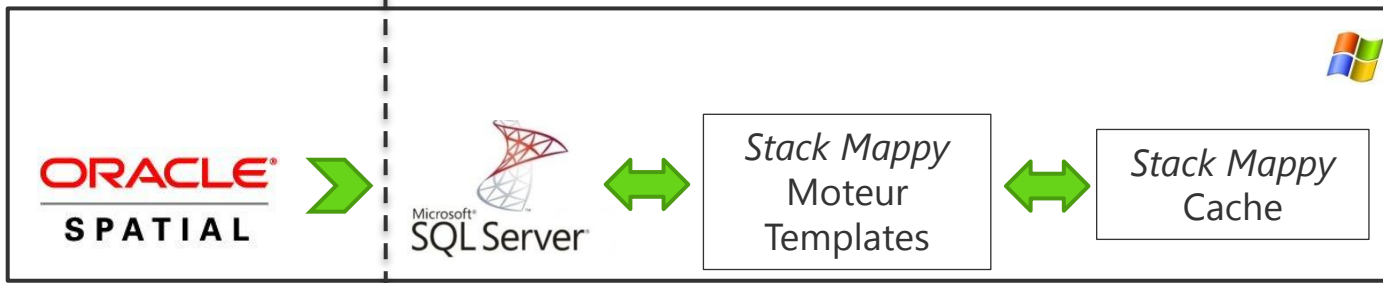 ORACLE®
SPATIAL
Microsoft®
SQL Server®
Stack Mappy
Moteur
Templates
Stack Mappy
Cache